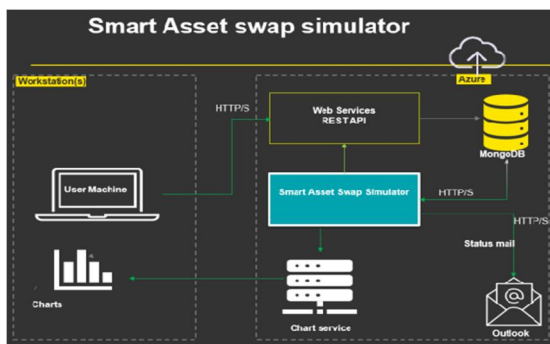 Smart Asset swap simulator
Workstation(s)
Azure
HTTP/S
Web Services
RESTAPI
MongoDB
User Machine
Smart Asset Swap Simulator
HTTP/S
HTTP/S
Status mail
Charts
Chart service
Outlook